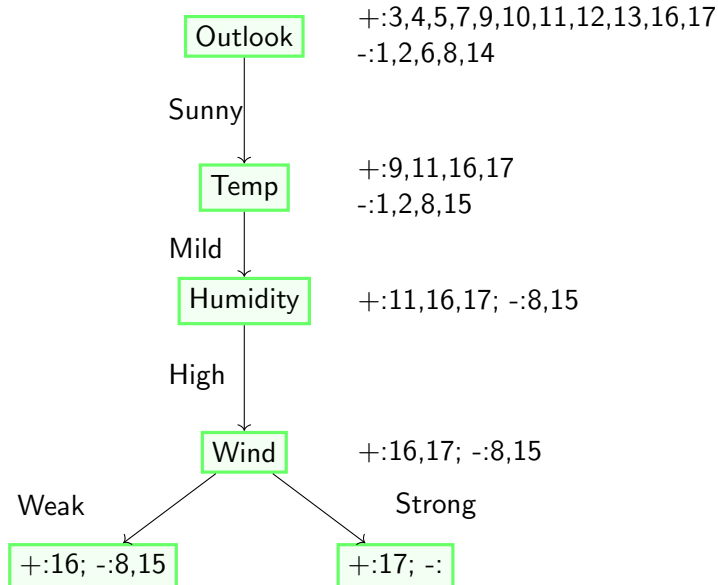 Outlook
+:3,4,5,7,9,10,11,12,13,16,17
-:1,2,6,8,14
Sunny
Temp
+:9,11,16,17
-:1,2,8,15
Mild
Humidity
+:11,16,17; -:8,15
High
Wind
+:16,17; -:8,15
Weak
Strong
+:16; -:8,15
+:17; -: